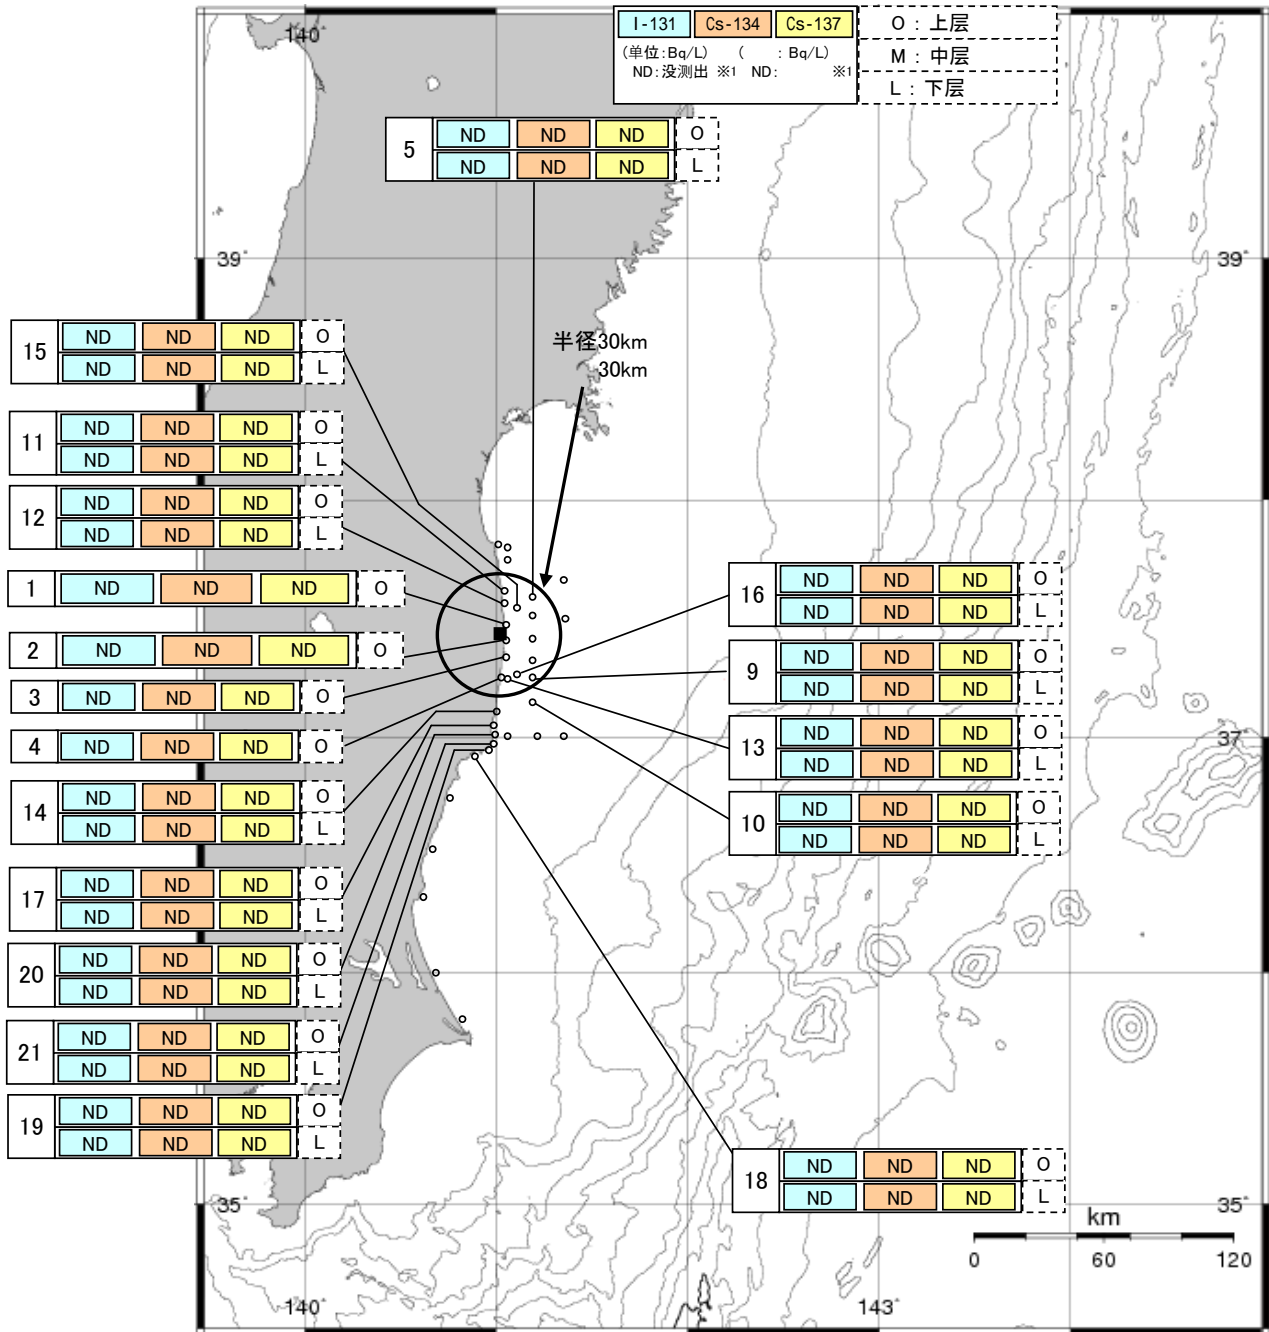 I-131 Cs-134 Cs-137
(单位:Bq/L) ( : Bq/L)
ND:没测出 ※1 ND: ※1
O : 上层
M : 中层
L : 下层
140°
5 ND ND ND O
ND ND ND L
39° 39°
半径30km
30km
15 ND ND ND O
ND ND ND L
11 ND ND ND O
ND ND ND L
12 ND ND ND O
ND ND ND L
1 ND ND ND O
2 ND ND ND O
3 ND ND ND O
4 ND ND ND O
14 ND ND ND O
ND ND ND L
17 ND ND ND O
ND ND ND L
20 ND ND ND O
ND ND ND L
21 ND ND ND O
ND ND ND L
19 ND ND ND O
ND ND ND L
16 ND ND ND O
ND ND ND L
9 ND ND ND O
ND ND ND L
13 ND ND ND O
ND ND ND L
37°
10 ND ND ND O
ND ND ND L
18 ND ND ND O
ND ND ND L
35° 35°
km
0 60 120
140° 143°